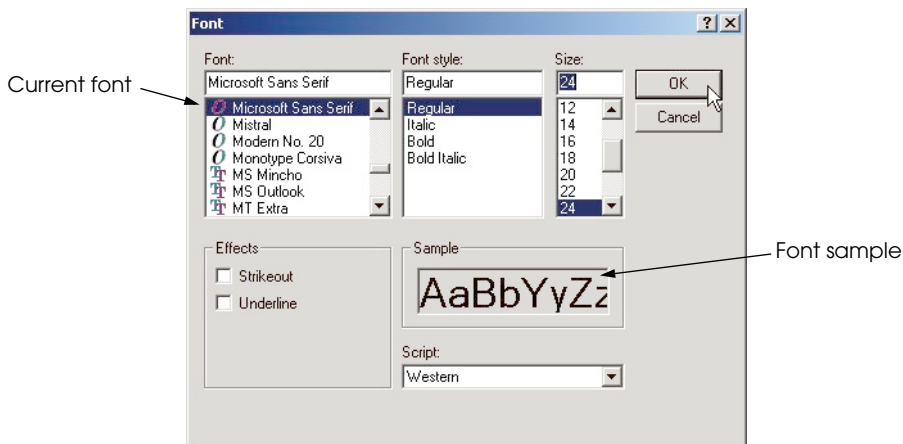 Font
Font:
Font style:
Size:
Microsoft Sans Serif
Regular
24
OK
Current font
Microsoft Sans Serif
Mistral
Modern No. 20
Monotype Corsiva
MS Mincho
MS Outlook
MT Extra
Regular
Italic
Bold
Bold Italic
12
14
16
18
20
22
24
Cancel
Effects
Strikeout
Underline
Sample
AaBbYyZz
Font sample
Script:
Western